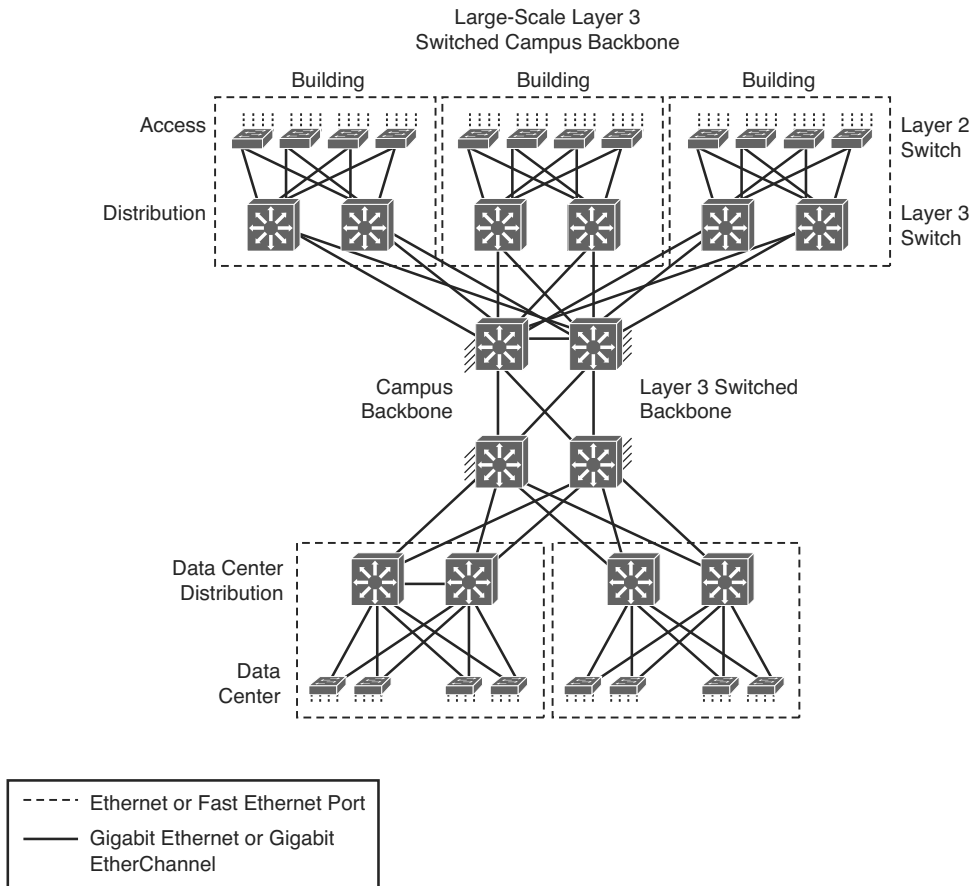 Large-Scale Layer 3
Switched Campus Backbone
Building
Building
Building
Access
Layer 2
Switch
Distribution
Layer 3
Switch
Campus
Backbone
Layer 3 Switched
Backbone
Data Center
Distribution
Data
Center
Ethernet or Fast Ethernet Port
Gigabit Ethernet or Gigabit
EtherChannel